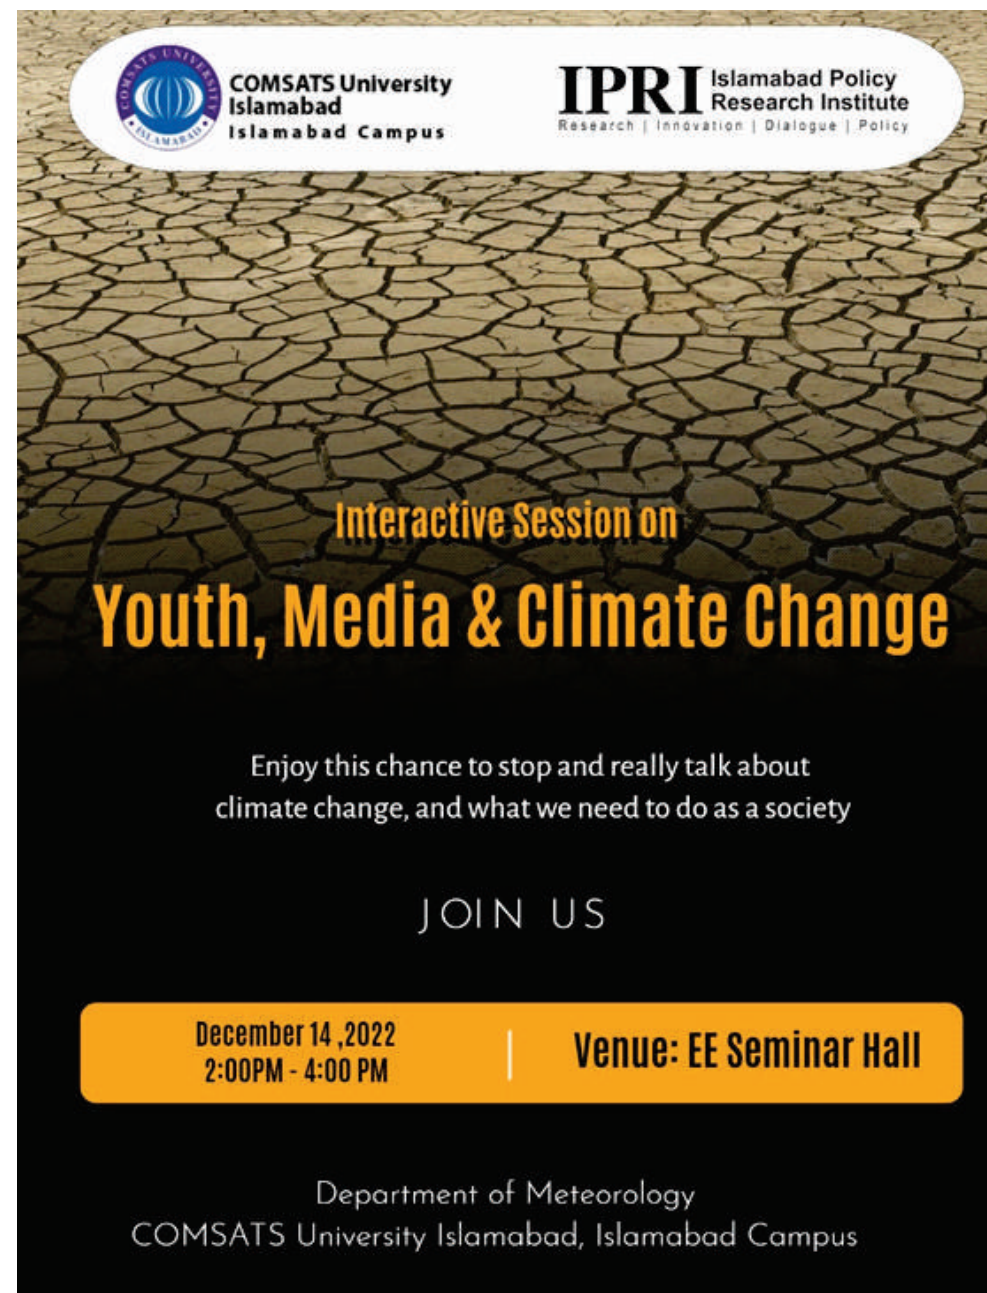 COMSATS UNIVERSITY
ISLAMABAD
COMSATS University
Islamabad
Islamabad Campus
IPRI
Islamabad Policy
Research Institute
Research | Innovation | Dialogue | Policy
Interactive Session on
Youth, Media & Climate Change
Enjoy this chance to stop and really talk about
climate change, and what we need to do as a society
JOIN US
December 14 ,2022
2:00PM - 4:00 PM
Venue: EE Seminar Hall
Department of Meteorology
COMSATS University Islamabad, Islamabad Campus